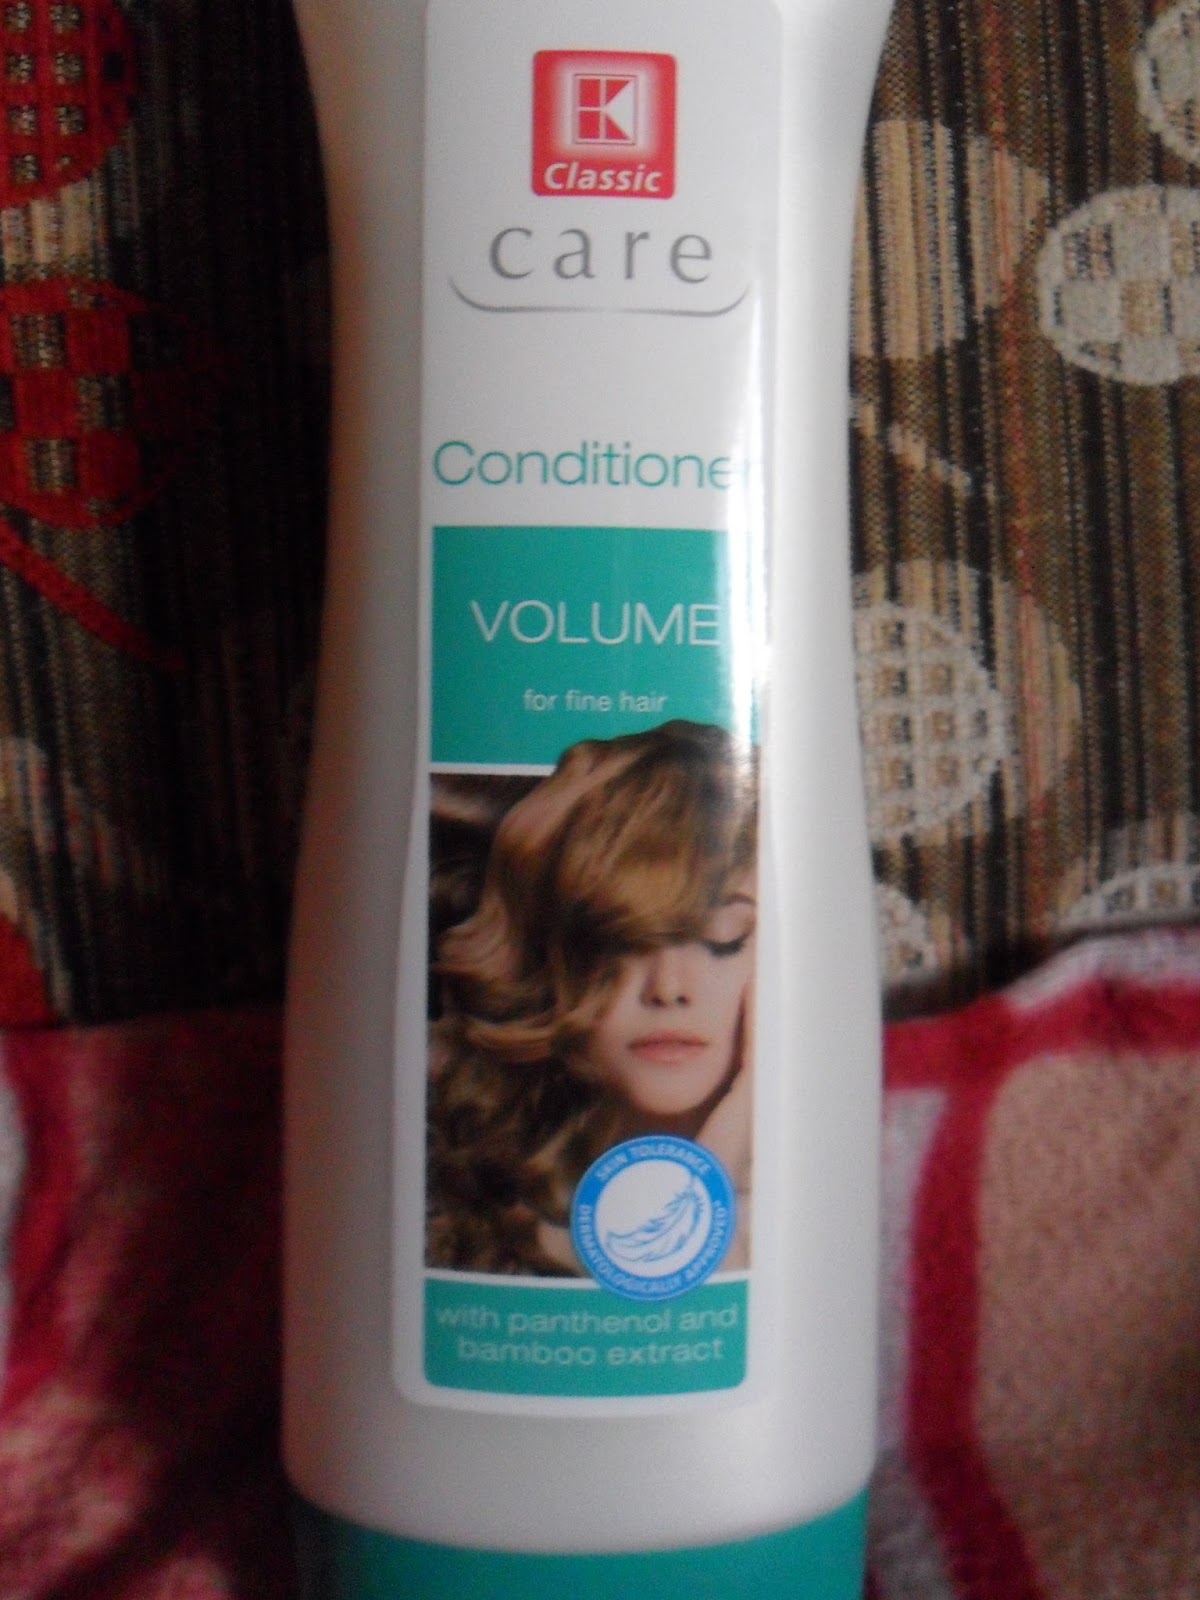 K
Classic
care
Conditioner
VOLUME
for fine hair
SKIN TOLERANCE
DERMATOLOGICALLY APPROVED*
with panthenol and
bamboo extract